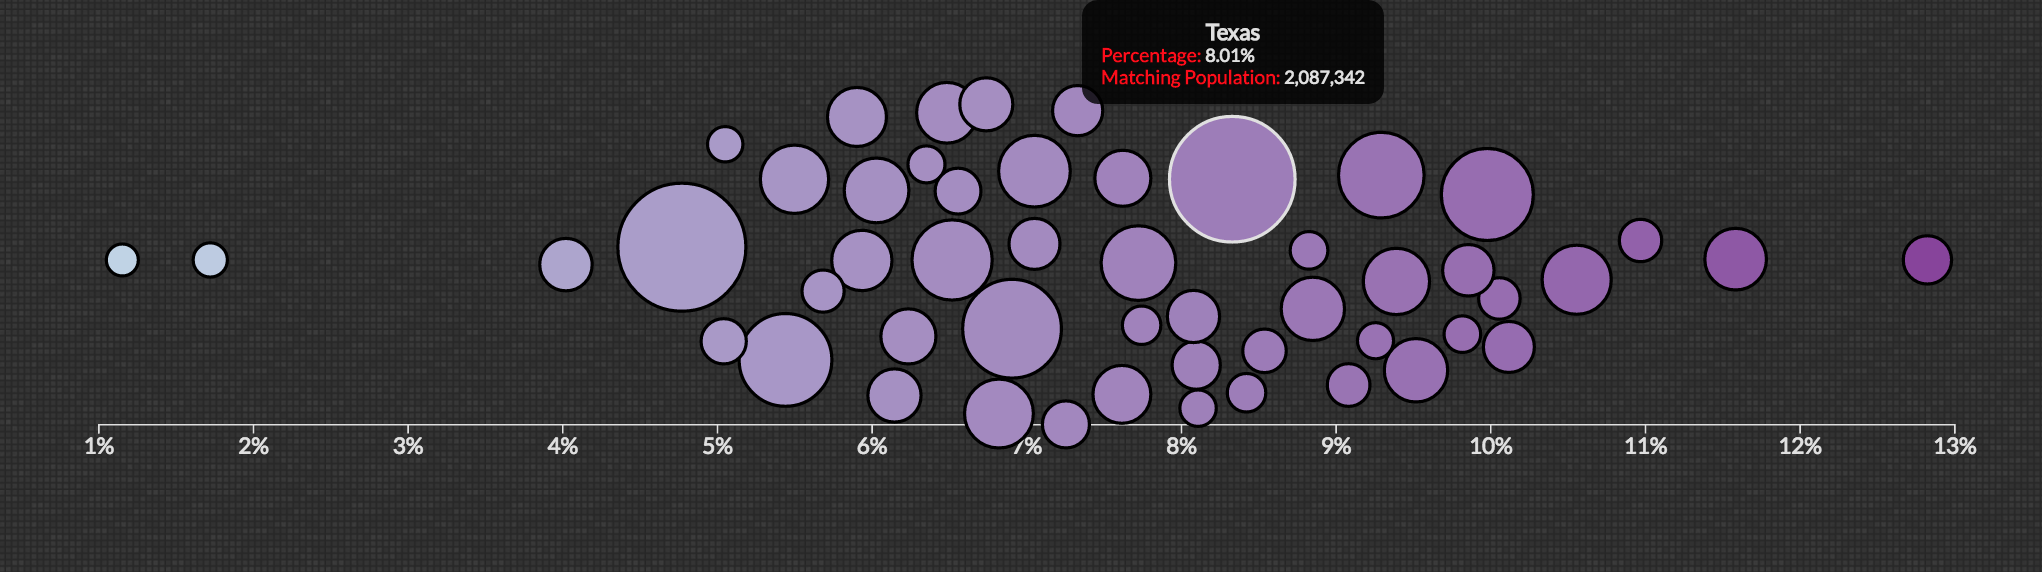 Texas
Percentage: 8.01%
Matching Population: 2,087,342
1% 2% 3% 4% 5% 6% 7% 8% 9% 10% 11% 12% 13%